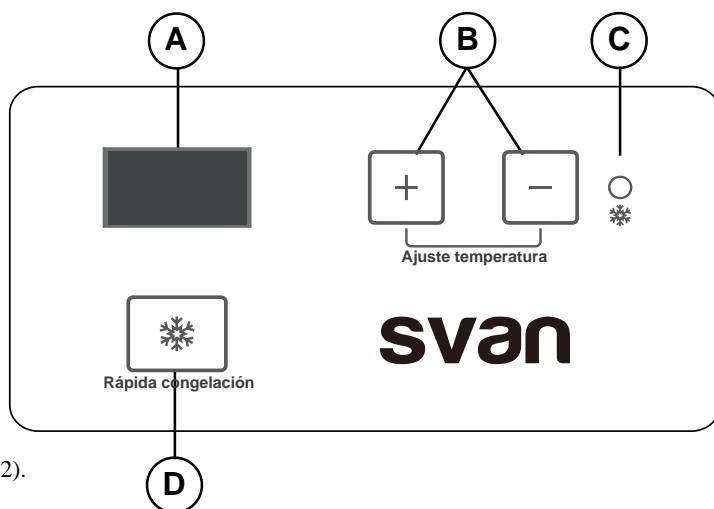 A B C
+ −
Ajuste temperatura
svan
Rápida congelación
2).
D